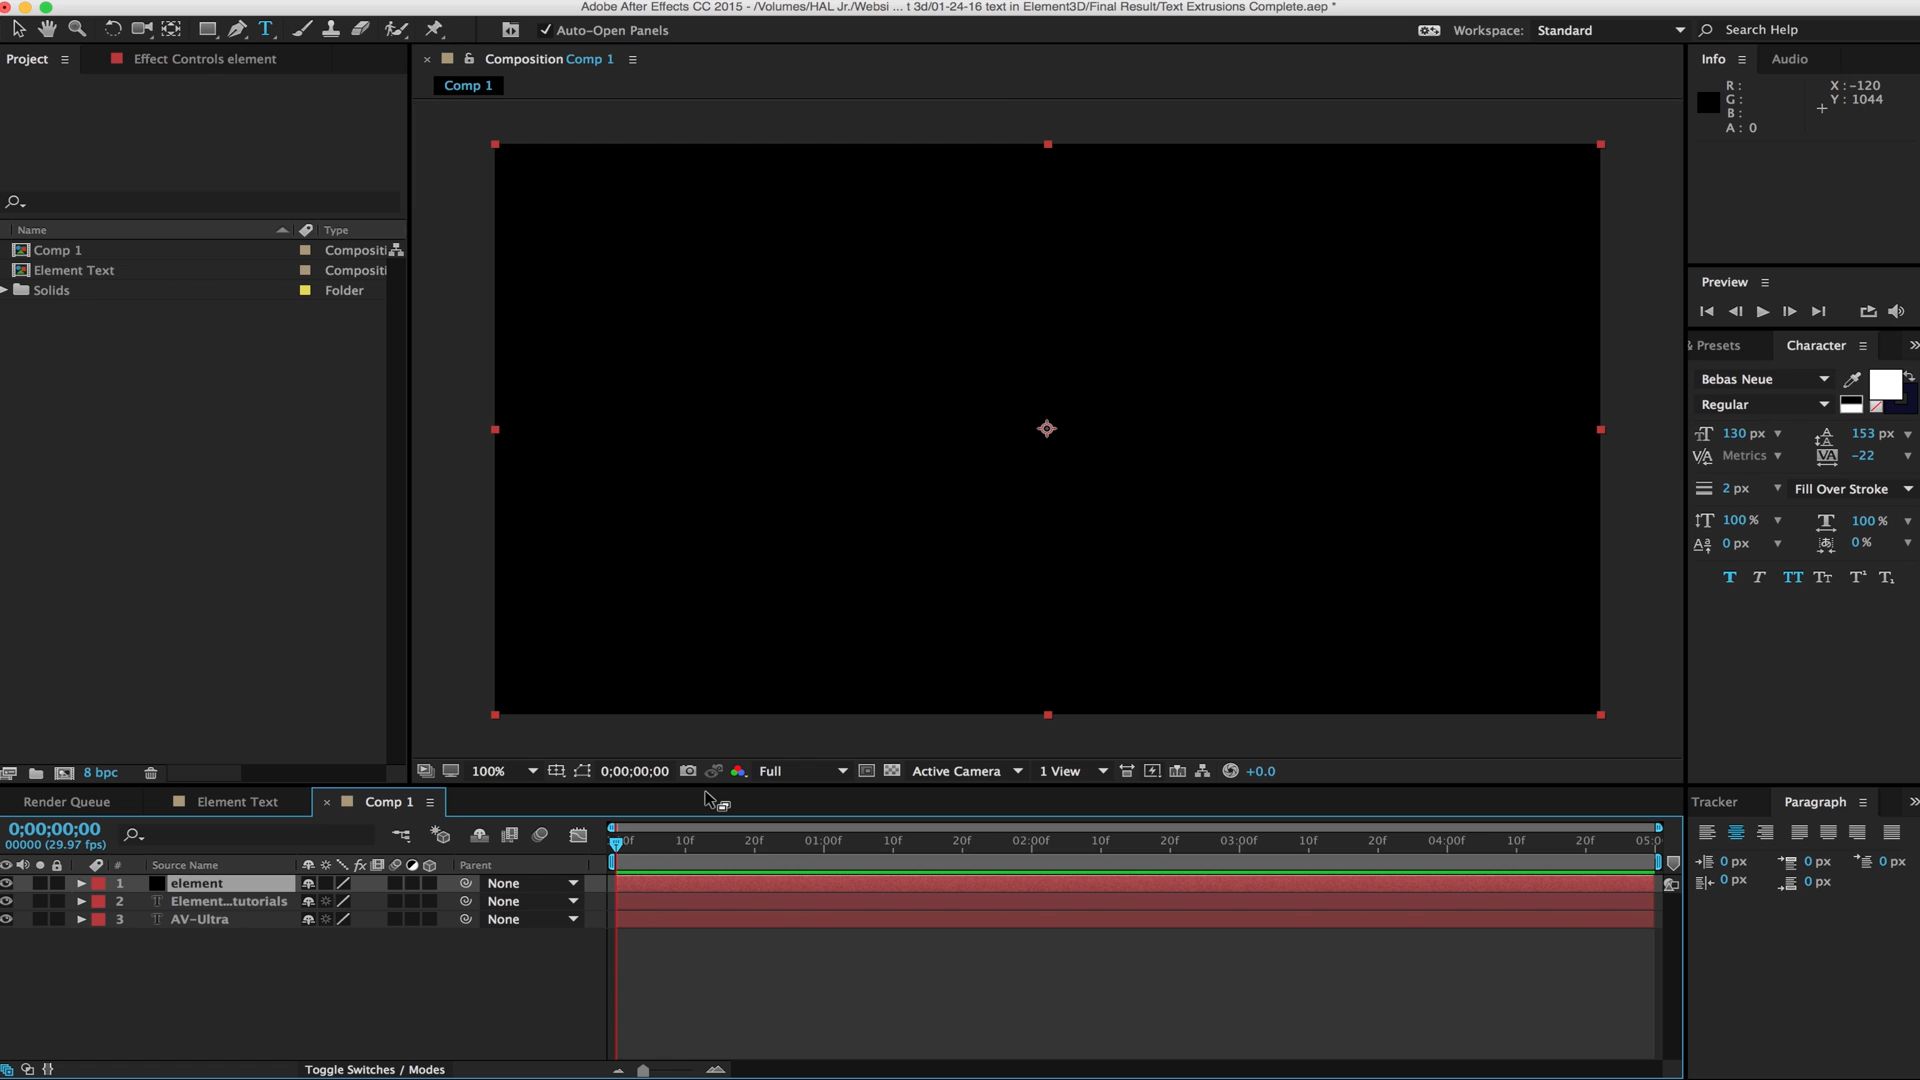 Adobe After Effects CC 2015 - /Volumes/HAL Jr./Websi ... t 3d/01-24-16 text in Element3D/Final Result/Text Extrusions Complete.aep *
Auto-Open Panels
Workspace: Standard
Search Help
Project
Effect Controls element
Composition Comp 1
Comp 1
Info
Audio
R :
G :
B :
A : 0
X : -120
Y : 1044
Name
Type
Comp 1
Compositi
Element Text
Compositi
Solids
Folder
Preview
& Presets
Character
Bebas Neue
Regular
130 px
153 px
Metrics
-22
2 px
Fill Over Stroke
100 %
100 %
0 px
0 %
8 bpc
100%
0;00;00;00
Full
Active Camera
1 View
+0.0
Render Queue
Element Text
Comp 1
0;00;00;00
00000 (29.97 fps)
00f 10f 20f 01:00f 10f 20f 02:00f 10f 20f 03:00f 10f 20f 04:00f 10f 20f 05:0
# Source Name
Parent
1 element None
2 Element...tutorials None
3 AV-Ultra None
Toggle Switches / Modes
Tracker
Paragraph
0 px
0 px
0 px
0 px
0 px